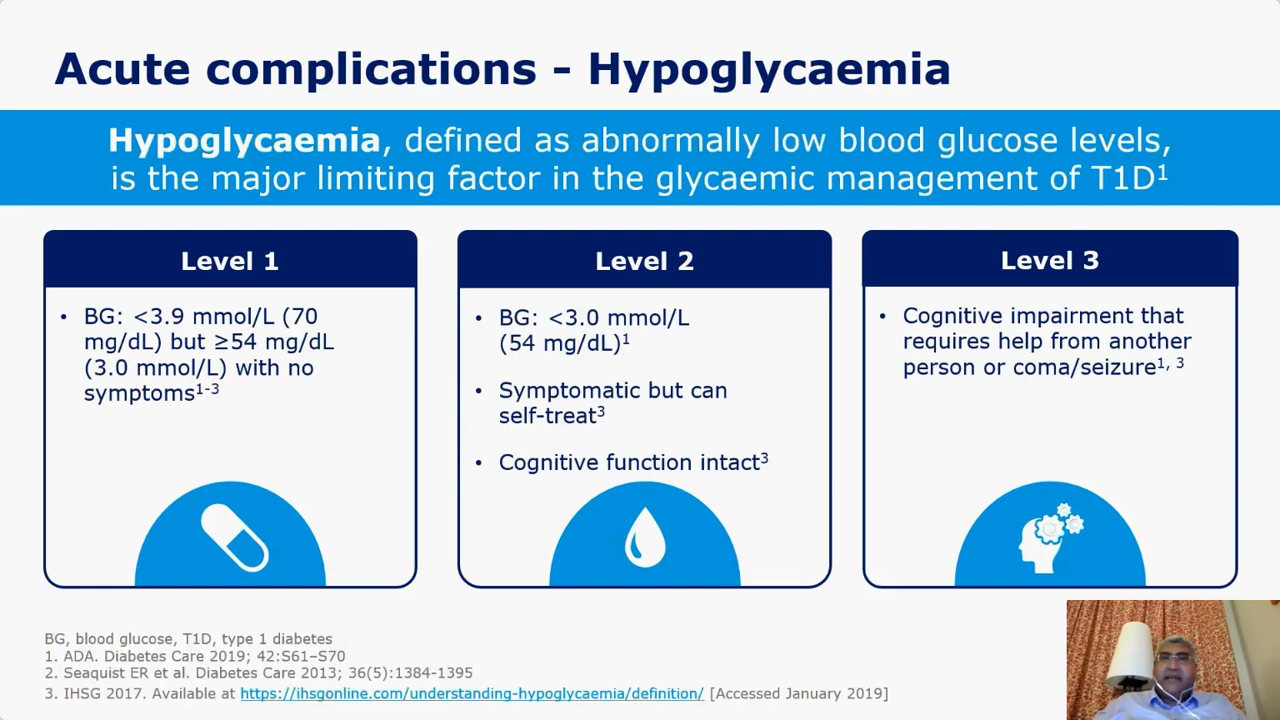 Acute complications - Hypoglycaemia
Hypoglycaemia, defined as abnormally low blood glucose levels,
is the major limiting factor in the glycaemic management of T1D¹
Level 1
• BG: <3.9 mmol/L (70
mg/dL) but ≥54 mg/dL
(3.0 mmol/L) with no
symptoms¹⁻³
Level 2
• BG: <3.0 mmol/L
(54 mg/dL)¹
• Symptomatic but can
self-treat³
• Cognitive function intact³
Level 3
• Cognitive impairment that
requires help from another
person or coma/seizure¹, ³
BG, blood glucose, T1D, type 1 diabetes
1. ADA. Diabetes Care 2019; 42:S61–S70
2. Seaquist ER et al. Diabetes Care 2013; 36(5):1384-1395
3. IHSG 2017. Available at https://ihsgonline.com/understanding-hypoglycaemia/definition/ [Accessed January 2019]